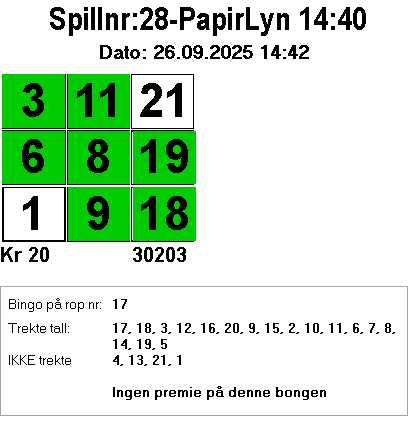 Spillnr:28-PapirLyn 14:40
Dato: 26.09.2025 14:42
3 11 21
6 8 19
1 9 18
Kr 20 30203
Bingo på rop nr: 17
Trekte tall: 17, 18, 3, 12, 16, 20, 9, 15, 2, 10, 11, 6, 7, 8,
14, 19, 5
IKKE trekte 4, 13, 21, 1
Ingen premie på denne bongen